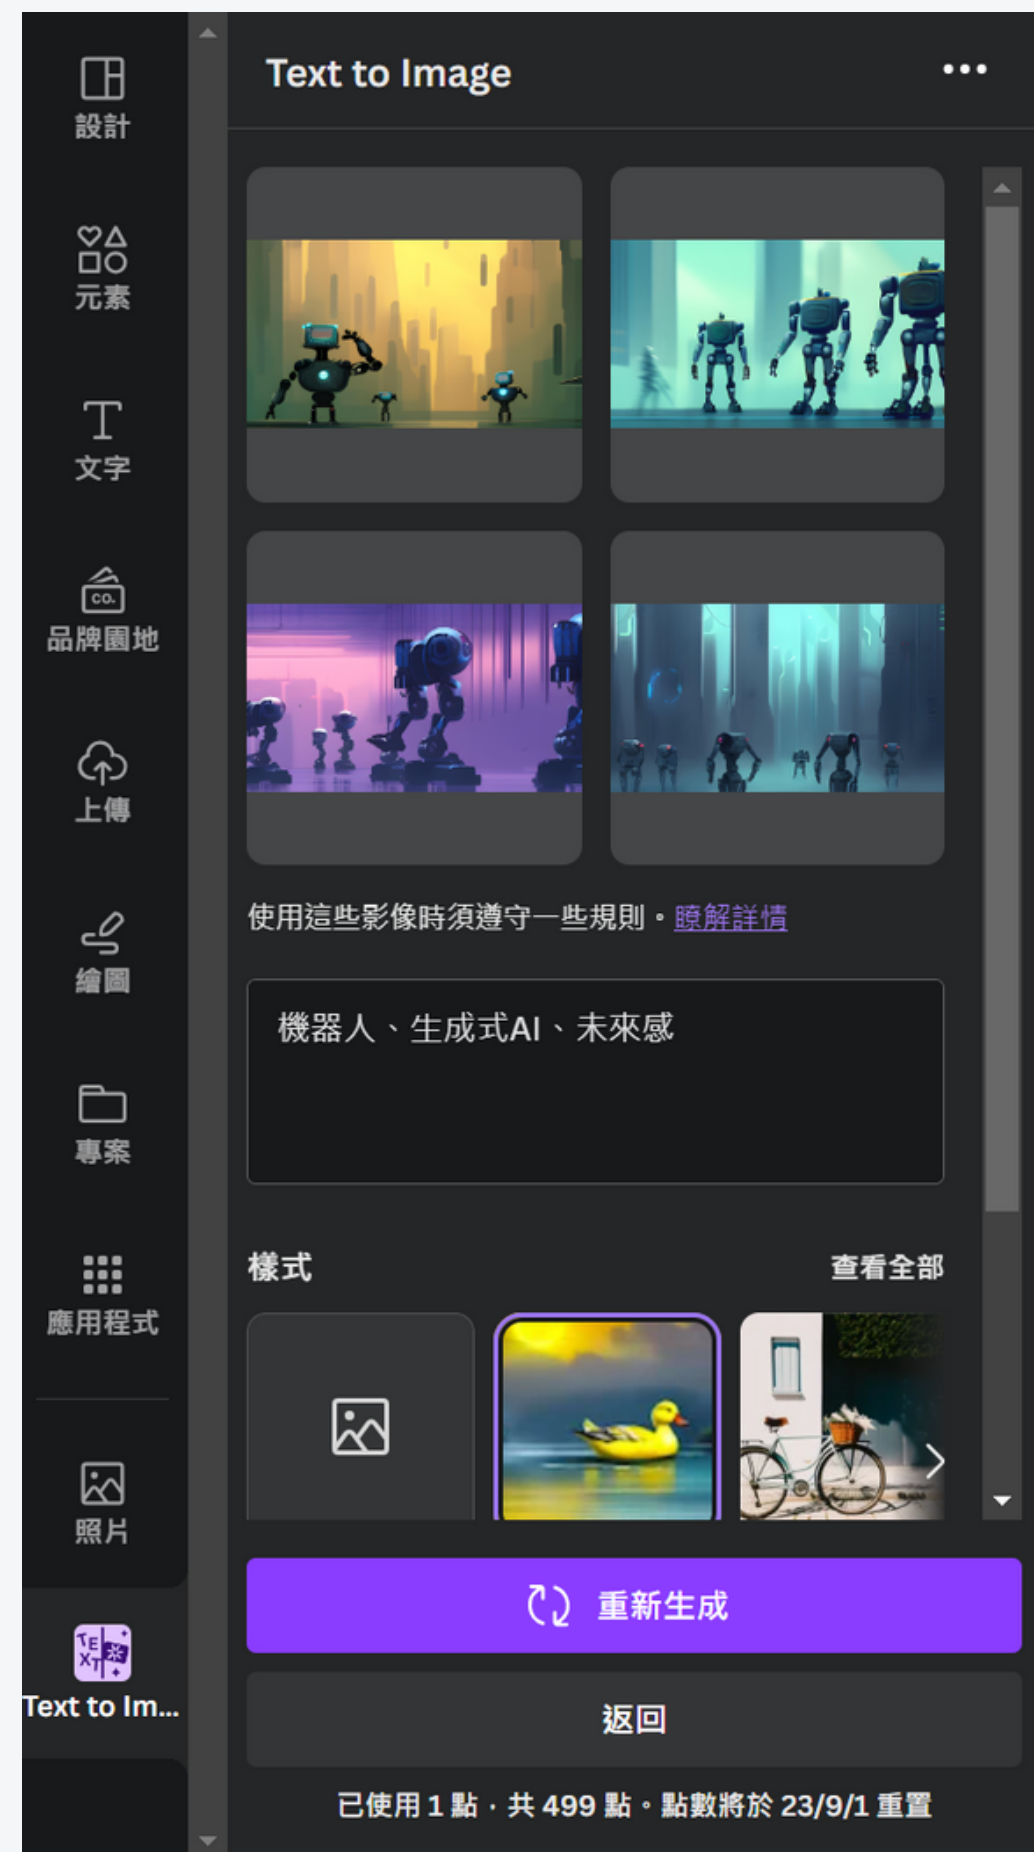 設計
元素
文字
CO.
品牌園地
上傳
繪圖
專案
應用程式
照片
TEXT
Text to Im...
Text to Image
使用這些影像時須遵守一些規則。瞭解詳情
機器人、生成式AI、未來感
樣式 查看全部
重新生成
返回
已使用 1 點，共 499 點。點數將於 23/9/1 重置